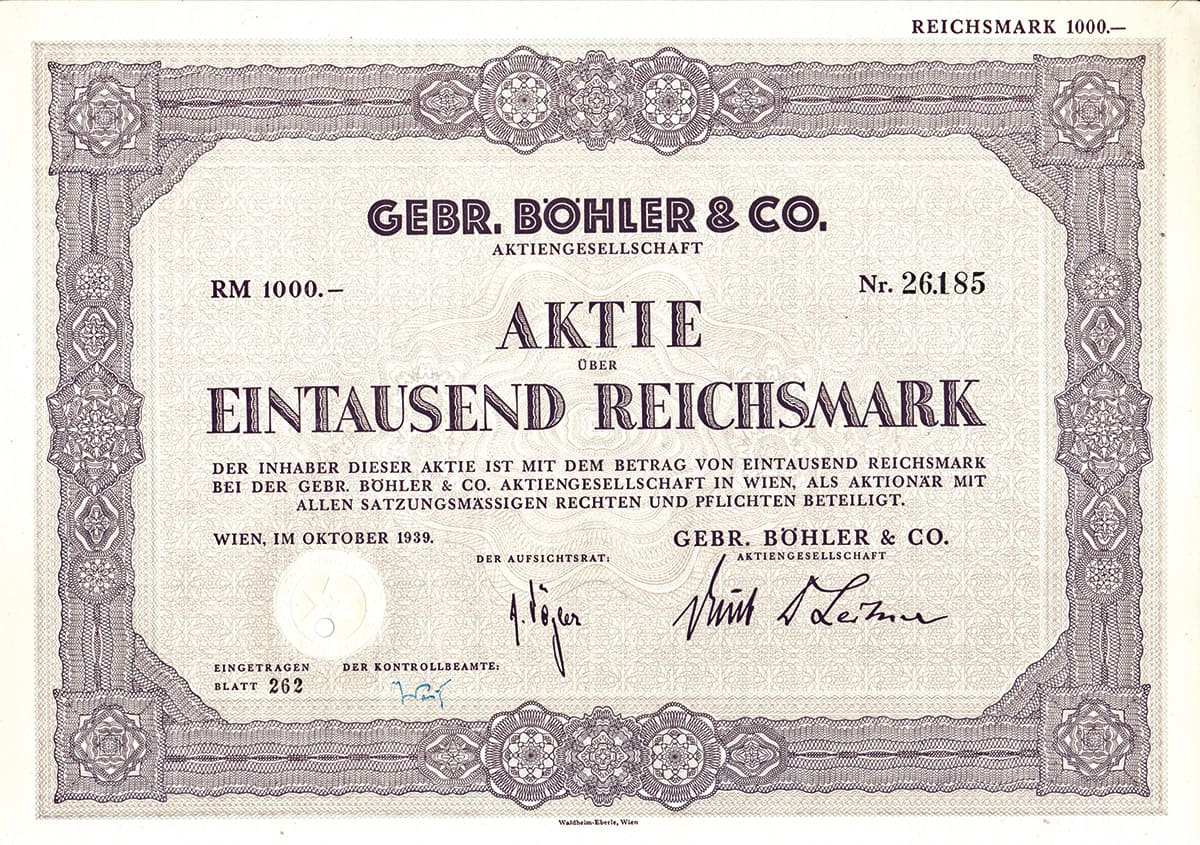 REICHSMARK 1000.—
GEBR. BÖHLER & CO.
AKTIENGESELLSCHAFT
RM 1000.— Nr. 26.185
AKTIE
ÜBER
EINTAUSEND REICHSMARK
DER INHABER DIESER AKTIE IST MIT DEM BETRAG VON EINTAUSEND REICHSMARK
BEI DER GEBR. BÖHLER & CO. AKTIENGESELLSCHAFT IN WIEN, ALS AKTIONÄR MIT
ALLEN SATZUNGSMÄSSIGEN RECHTEN UND PFLICHTEN BETEILIGT.
WIEN, IM OKTOBER 1939. GEBR. BÖHLER & CO.
DER AUFSICHTSRAT: AKTIENGESELLSCHAFT
EINGETRAGEN DER KONTROLLBEAMTE:
BLATT 262
Waldheim-Eberle, Wien